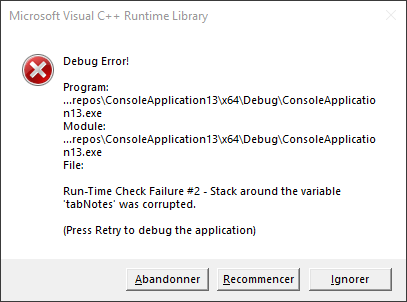 Microsoft Visual C++ Runtime Library
Debug Error!
Program:
...repos\ConsoleApplication13\x64\Debug\ConsoleApplicatio
n13.exe
Module:
...repos\ConsoleApplication13\x64\Debug\ConsoleApplicatio
n13.exe
File:
Run-Time Check Failure #2 - Stack around the variable
'tabNotes' was corrupted.
(Press Retry to debug the application)
Abandonner
Recommencer
Ignorer